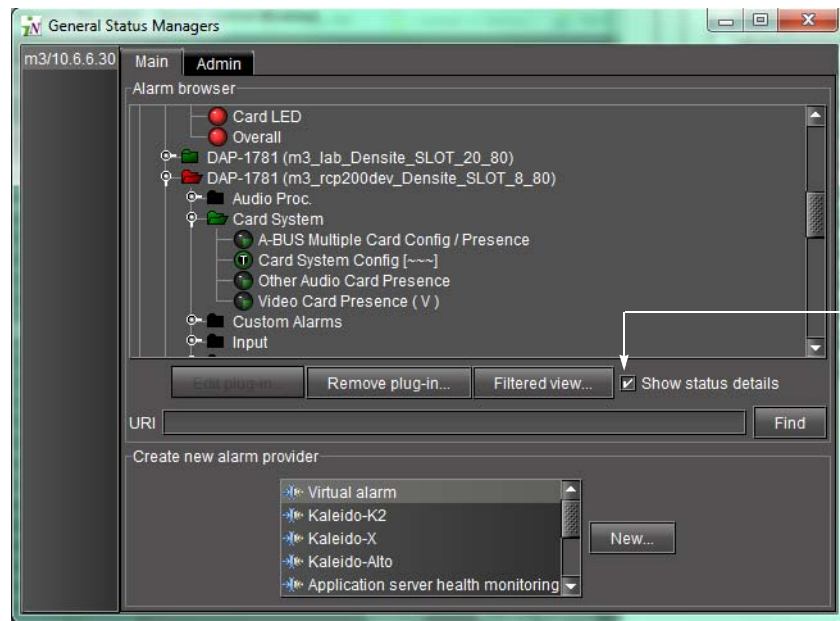 iN General Status Managers
m3/10.6.6.30
Main Admin
Alarm browser
Card LED
Overall
DAP-1781 (m3_lab_Densite_SLOT_20_80)
DAP-1781 (m3_rcp200dev_Densite_SLOT_8_80)
Audio Proc.
Card System
A-BUS Multiple Card Config / Presence
T Card System Config [~~~]
Other Audio Card Presence
Video Card Presence ( V )
Custom Alarms
Input
Edit plug-in... Remove plug-in... Filtered view... Show status details
URI Find
Create new alarm provider
Virtual alarm
Kaleido-K2
Kaleido-X
Kaleido-Alto
Application server health monitoring
New...